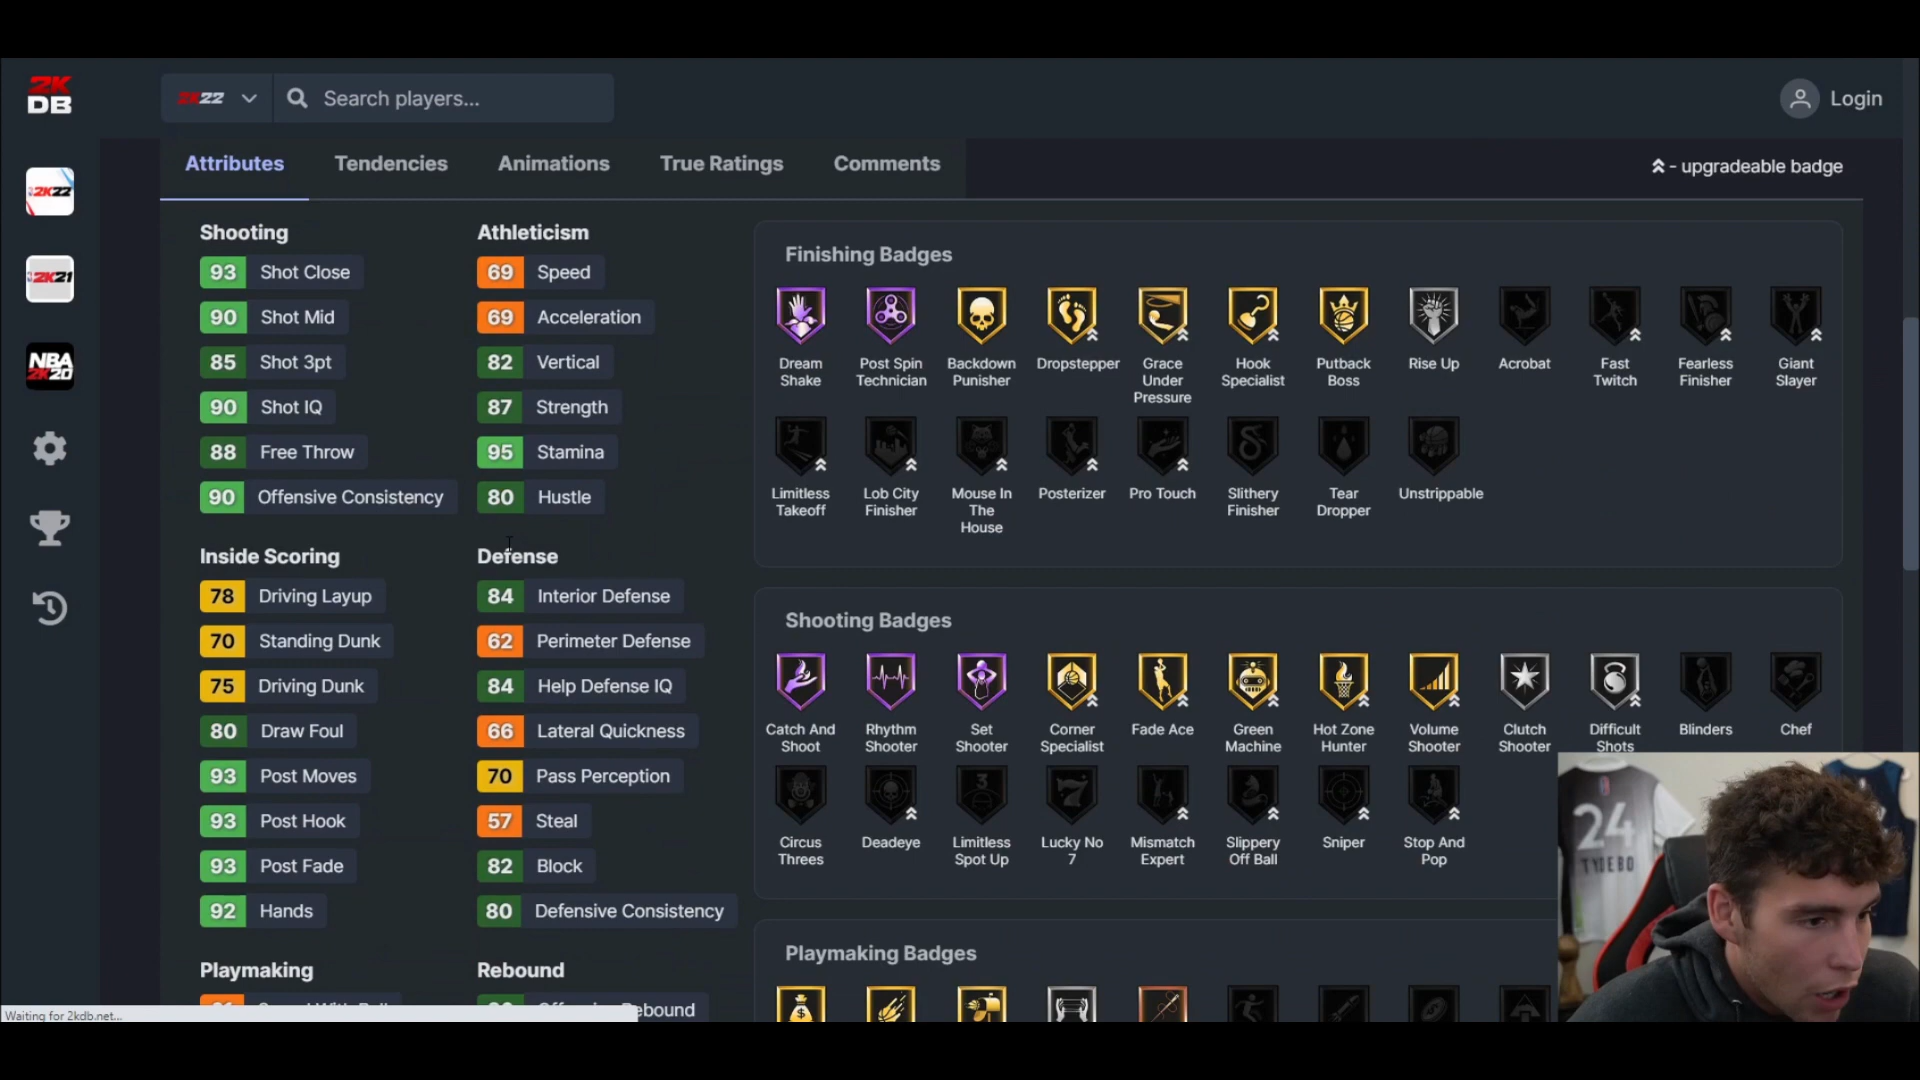 2K
DB
2K22
Search players...
Login
2K22
2K21
NBA
2K20
Attributes
Tendencies
Animations
True Ratings
Comments
- upgradeable badge
Shooting
93 Shot Close
90 Shot Mid
85 Shot 3pt
90 Shot IQ
88 Free Throw
90 Offensive Consistency
Athleticism
69 Speed
69 Acceleration
82 Vertical
87 Strength
95 Stamina
80 Hustle
Inside Scoring
78 Driving Layup
70 Standing Dunk
75 Driving Dunk
80 Draw Foul
93 Post Moves
93 Post Hook
93 Post Fade
92 Hands
Defense
84 Interior Defense
62 Perimeter Defense
84 Help Defense IQ
66 Lateral Quickness
70 Pass Perception
57 Steal
82 Block
80 Defensive Consistency
Playmaking
Rebound
Finishing Badges
Dream
Shake
Post Spin
Technician
Backdown
Punisher
Dropstepper
Grace
Under
Pressure
Hook
Specialist
Putback
Boss
Rise Up
Acrobat
Fast
Twitch
Fearless
Finisher
Giant
Slayer
Limitless
Takeoff
Lob City
Finisher
Mouse In
The
House
Posterizer
Pro Touch
Slithery
Finisher
Tear
Dropper
Unstrippable
Shooting Badges
Catch And
Shoot
Rhythm
Shooter
Set
Shooter
Corner
Specialist
Fade Ace
Green
Machine
Hot Zone
Hunter
Volume
Shooter
Clutch
Shooter
Difficult
Shots
Blinders
Chef
Circus
Threes
Deadeye
Limitless
Spot Up
Lucky No
7
Mismatch
Expert
Slippery
Off Ball
Sniper
Stop And
Pop
Playmaking Badges
24
TYDEBO
Waiting for 2kdb.net...